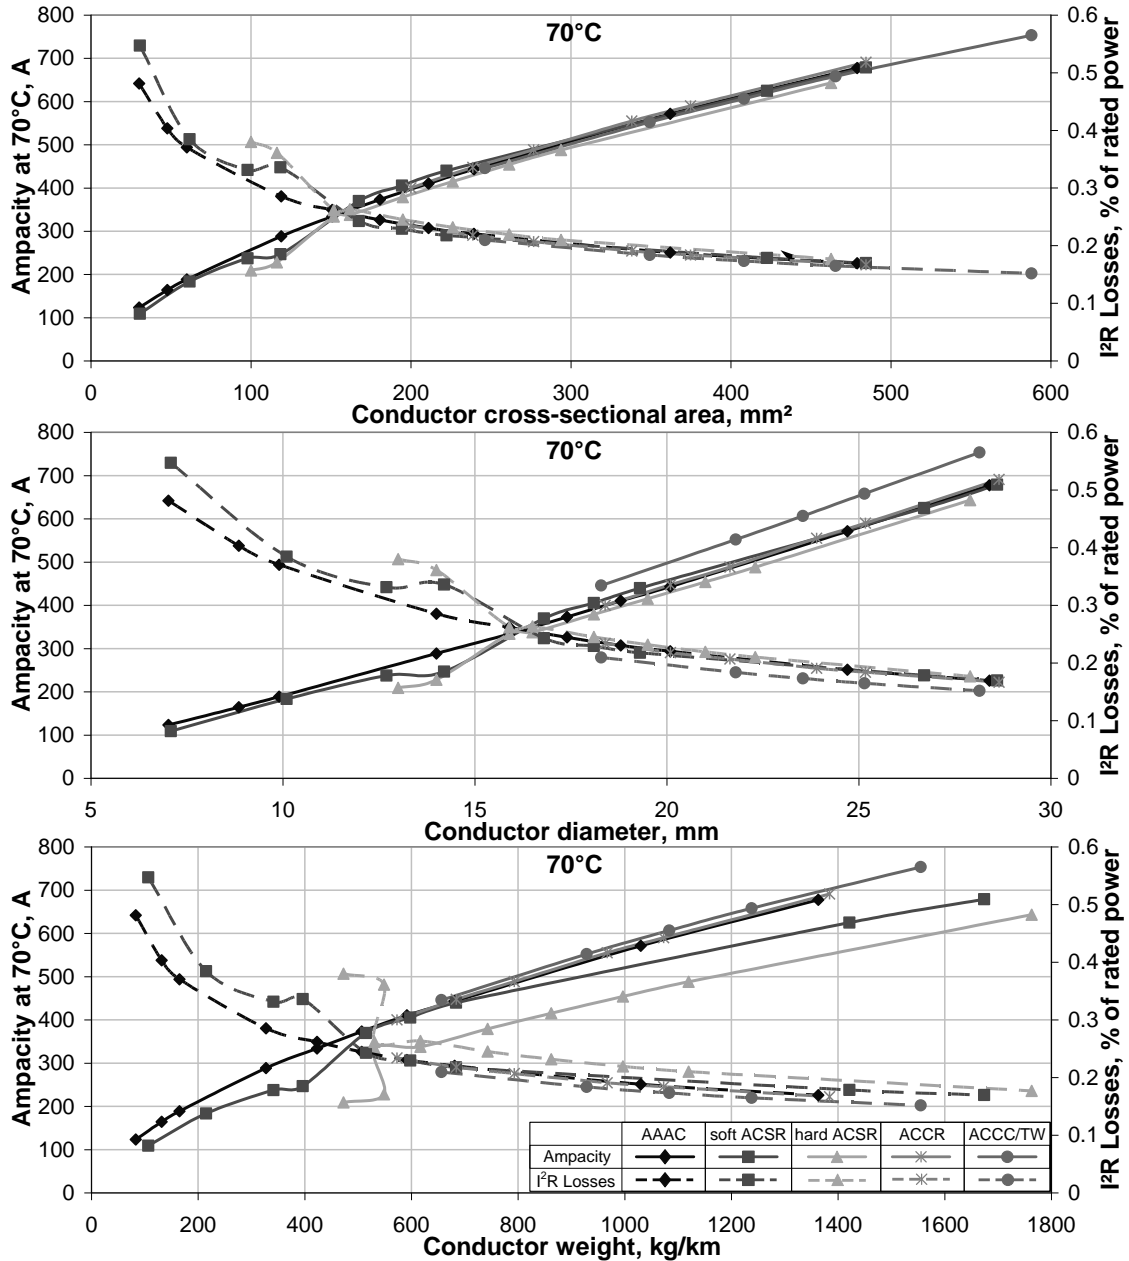 70°C
Ampacity at 70°C, A
800
700
600
500
400
300
200
100
0
0.6
0.5
0.4
0.3
0.2
0.1
0
I²R Losses, % of rated power
0 100 200 300 400 500 600
Conductor cross-sectional area, mm²
70°C
Ampacity at 70°C, A
800
700
600
500
400
300
200
100
0
0.6
0.5
0.4
0.3
0.2
0.1
0
I²R Losses, % of rated power
5 10 15 20 25 30
Conductor diameter, mm
70°C
Ampacity at 70°C, A
800
700
600
500
400
300
200
100
0
0.6
0.5
0.4
0.3
0.2
0.1
0
I²R Losses, % of rated power
AAAC soft ACSR hard ACSR ACCR ACCC/TW
Ampacity
I²R Losses
0 200 400 600 800 1000 1200 1400 1600 1800
Conductor weight, kg/km